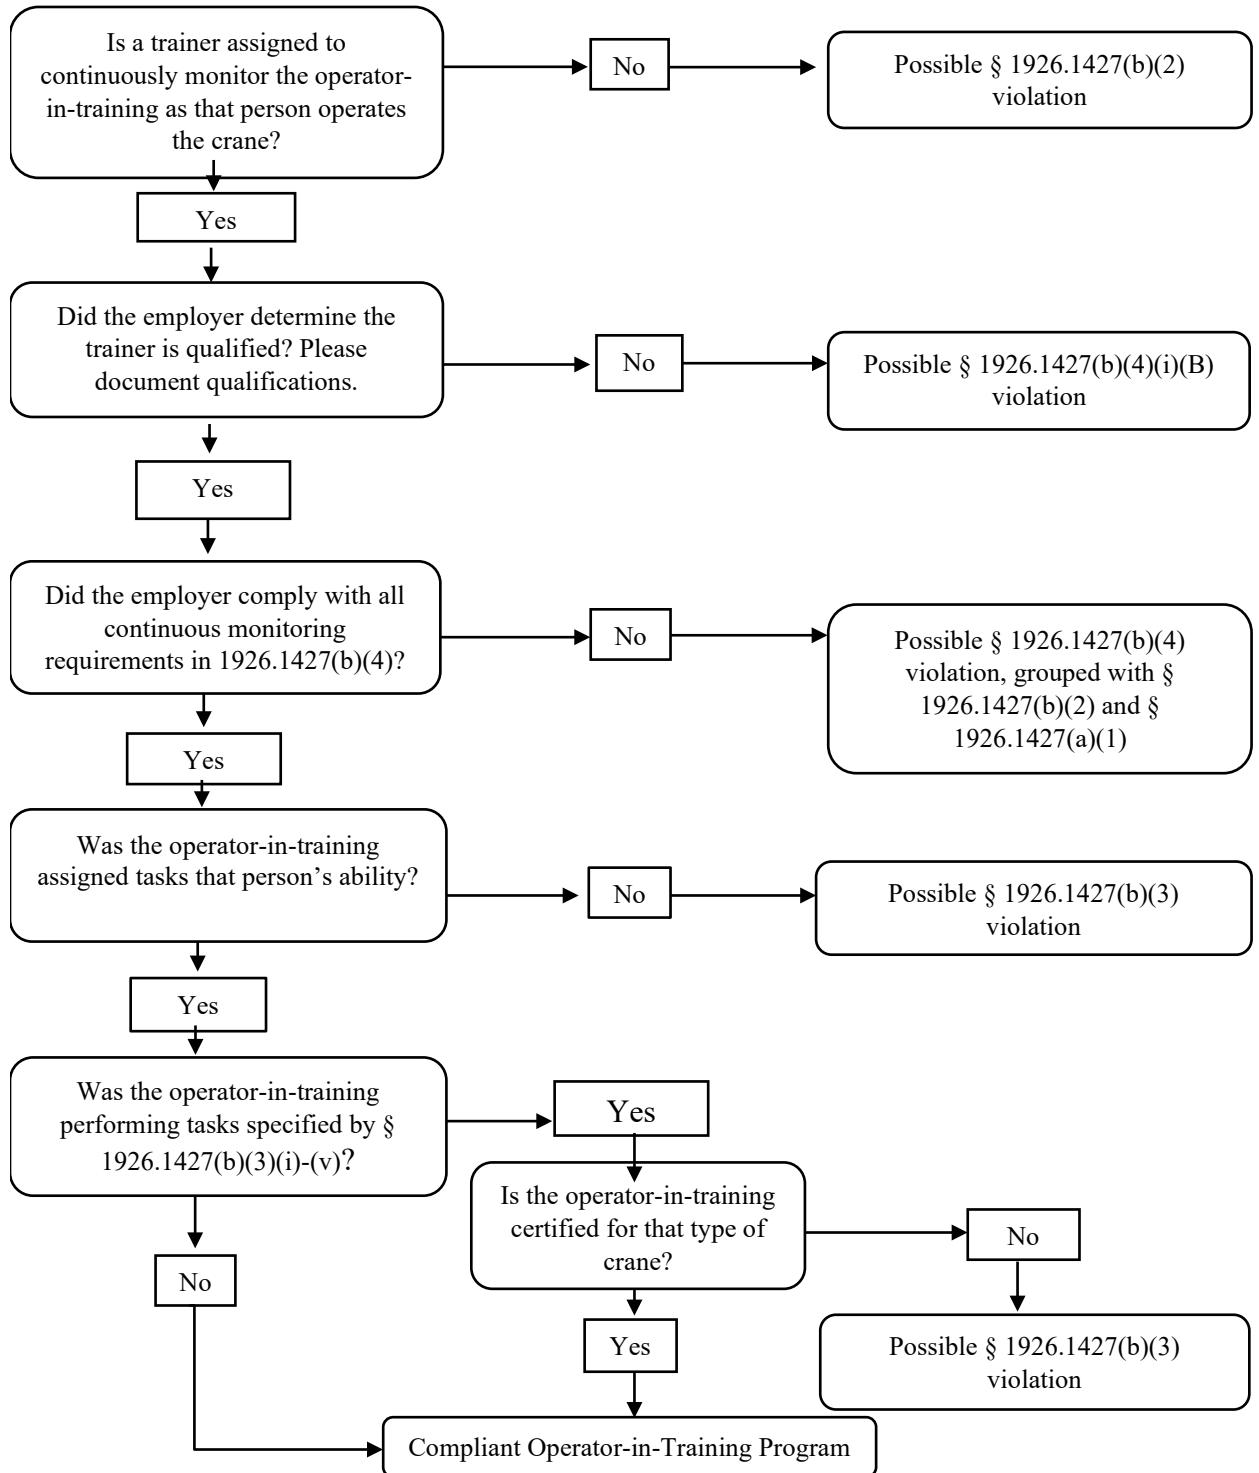 Is a trainer assigned to
continuously monitor the operator-
in-training as that person operates
the crane?
No
Possible § 1926.1427(b)(2)
violation
Yes
Did the employer determine the
trainer is qualified? Please
document qualifications.
No
Possible § 1926.1427(b)(4)(i)(B)
violation
Yes
Did the employer comply with all
continuous monitoring
requirements in 1926.1427(b)(4)?
No
Possible § 1926.1427(b)(4)
violation, grouped with §
1926.1427(b)(2) and §
1926.1427(a)(1)
Yes
Was the operator-in-training
assigned tasks that person’s ability?
No
Possible § 1926.1427(b)(3)
violation
Yes
Was the operator-in-training
performing tasks specified by §
1926.1427(b)(3)(i)-(v)?
Yes
Is the operator-in-training
certified for that type of
crane?
No
Possible § 1926.1427(b)(3)
violation
No
Yes
Compliant Operator-in-Training Program